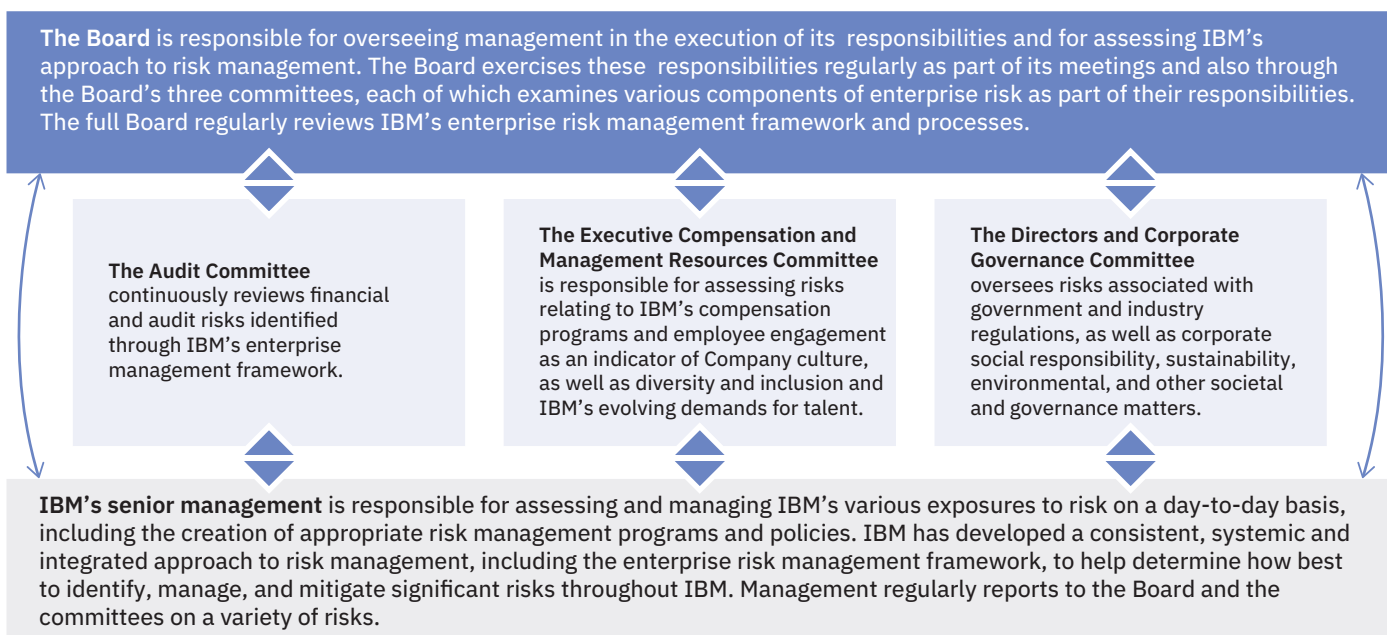 The Board is responsible for overseeing management in the execution of its responsibilities and for assessing IBM’s
approach to risk management. The Board exercises these responsibilities regularly as part of its meetings and also through
the Board’s three committees, each of which examines various components of enterprise risk as part of their responsibilities.
The full Board regularly reviews IBM’s enterprise risk management framework and processes.
The Audit Committee
continuously reviews financial
and audit risks identified
through IBM’s enterprise
management framework.
The Executive Compensation and
Management Resources Committee
is responsible for assessing risks
relating to IBM’s compensation
programs and employee engagement
as an indicator of Company culture,
as well as diversity and inclusion and
IBM’s evolving demands for talent.
The Directors and Corporate
Governance Committee
oversees risks associated with
government and industry
regulations, as well as corporate
social responsibility, sustainability,
environmental, and other societal
and governance matters.
IBM’s senior management is responsible for assessing and managing IBM’s various exposures to risk on a day-to-day basis,
including the creation of appropriate risk management programs and policies. IBM has developed a consistent, systemic and
integrated approach to risk management, including the enterprise risk management framework, to help determine how best
to identify, manage, and mitigate significant risks throughout IBM. Management regularly reports to the Board and the
committees on a variety of risks.